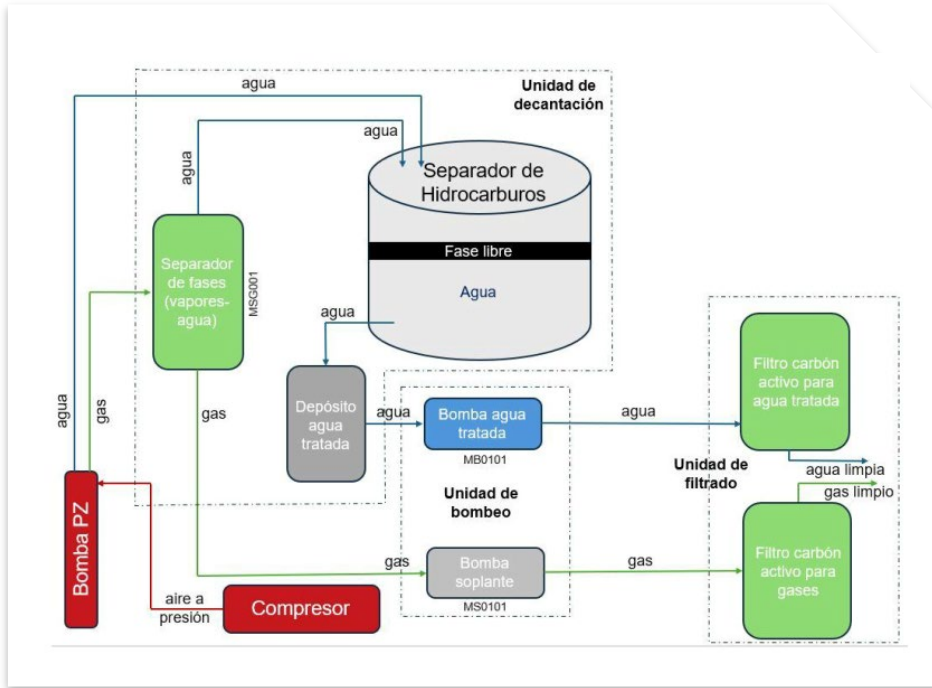 agua
Unidad de
decantación
agua
agua
Separador de
Hidrocarburos
Separador
de fases
(vapores-
agua)
MSG001
Fase libre
Agua
agua
agua
gas
gas
Depósito
agua
tratada
agua
Bomba agua
tratada
MB0101
agua
Filtro carbón
activo para
agua tratada
Unidad de
filtrado
agua limpia
gas limpio
Unidad de
bombeo
Bomba PZ
aire a
presión
Compresor
gas
Bomba
soplante
MS0101
gas
Filtro carbón
activo para
gases